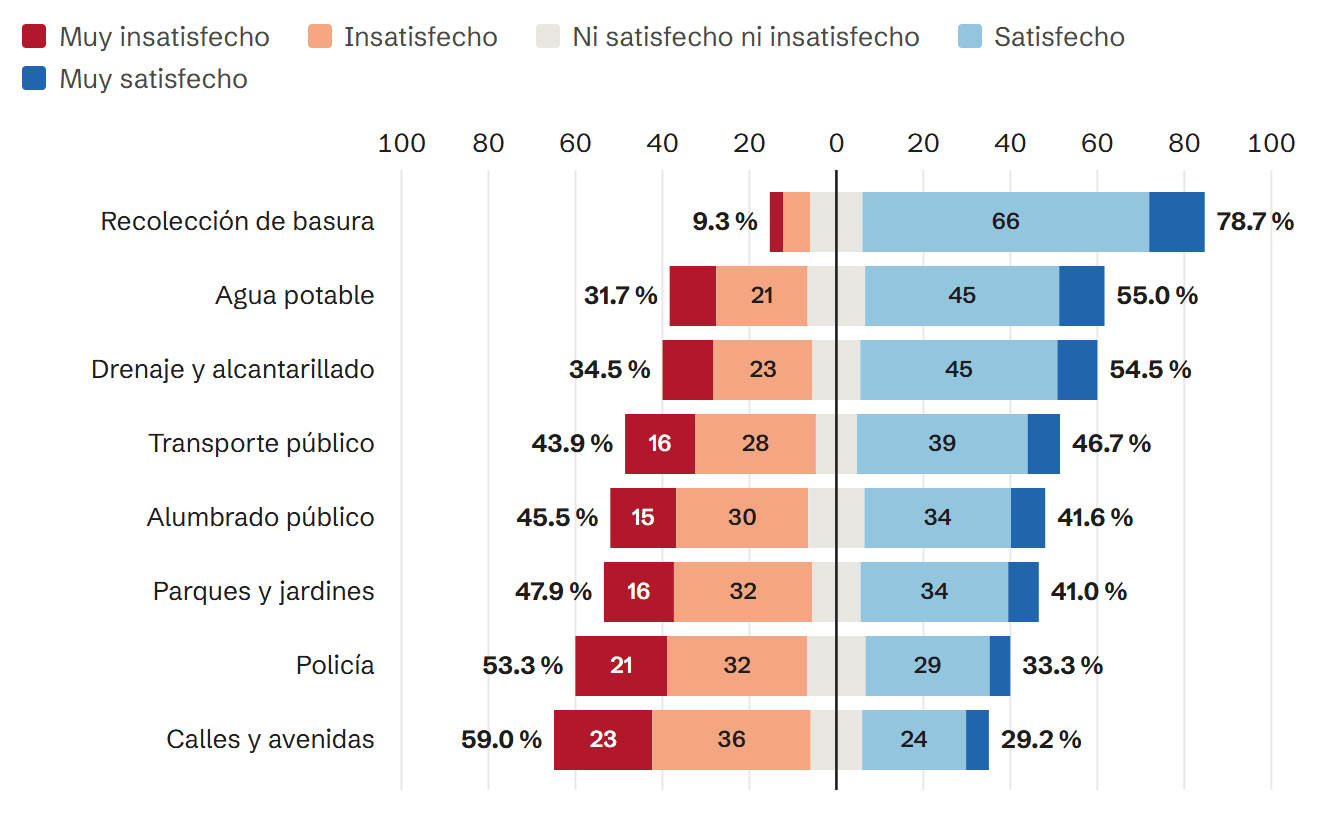 Muy insatisfecho Insatisfecho Ni satisfecho ni insatisfecho Satisfecho
Muy satisfecho
100 80 60 40 20 0 20 40 60 80 100
Recolección de basura 9.3 % 66 78.7 %
Agua potable 31.7 % 21 45 55.0 %
Drenaje y alcantarillado 34.5 % 23 45 54.5 %
Transporte público 43.9 % 16 28 39 46.7 %
Alumbrado público 45.5 % 15 30 34 41.6 %
Parques y jardines 47.9 % 16 32 34 41.0 %
Policía 53.3 % 21 32 29 33.3 %
Calles y avenidas 59.0 % 23 36 24 29.2 %